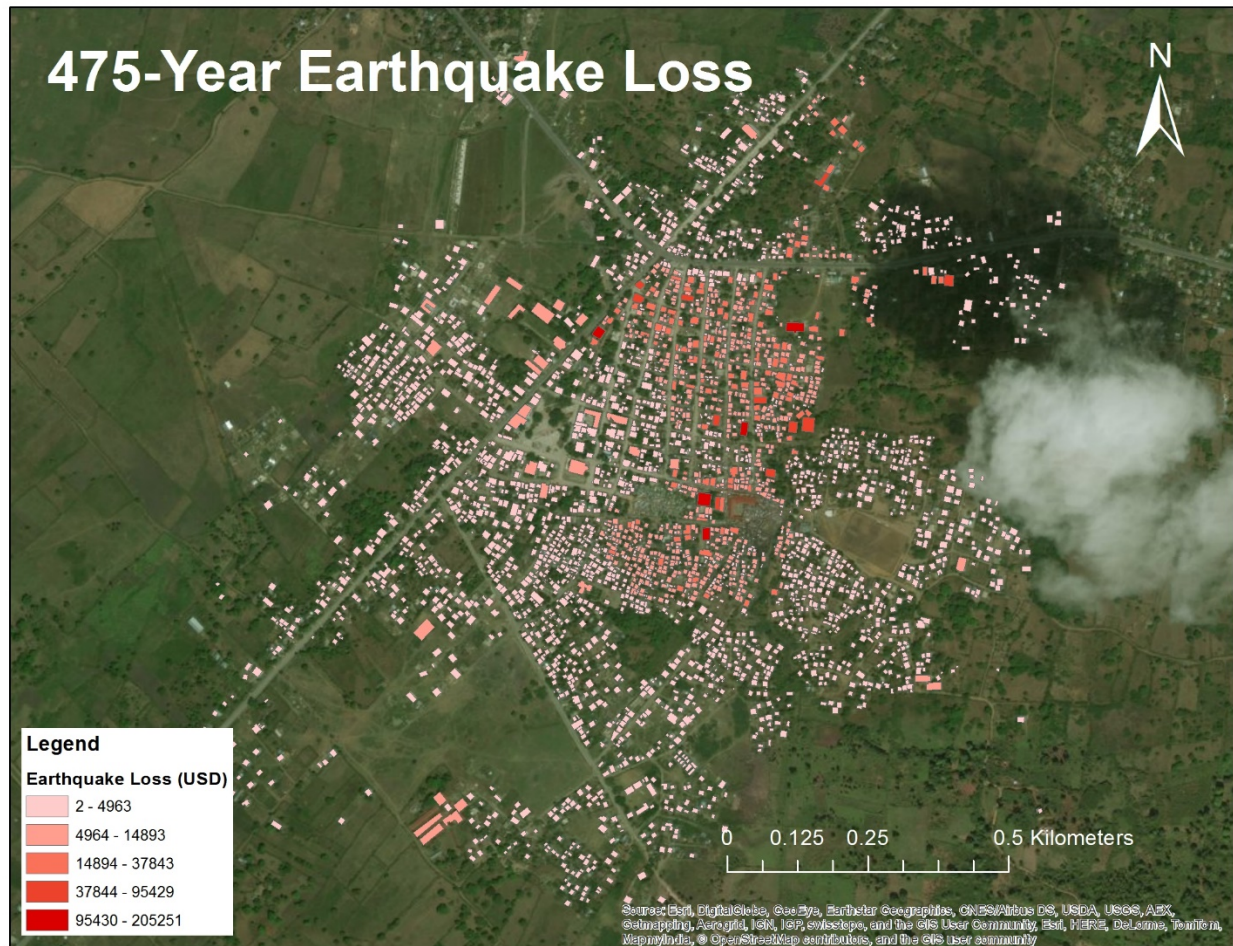 475-Year Earthquake Loss
N
Legend
Earthquake Loss (USD)
2 - 4963
4964 - 14893
14894 - 37843
37844 - 95429
95430 - 205251
0 0.125 0.25 0.5 Kilometers
Source: Esri, DigitalGlobe, GeoEye, Earthstar Geographics, CNES/Airbus DS, USDA, USGS, AEX,
Getmapping, Aerogrid, IGN, IGP, swisstopo, and the GIS User Community, Esri, HERE, DeLorme, TomTom,
MapmyIndia, © OpenStreetMap contributors, and the GIS user community